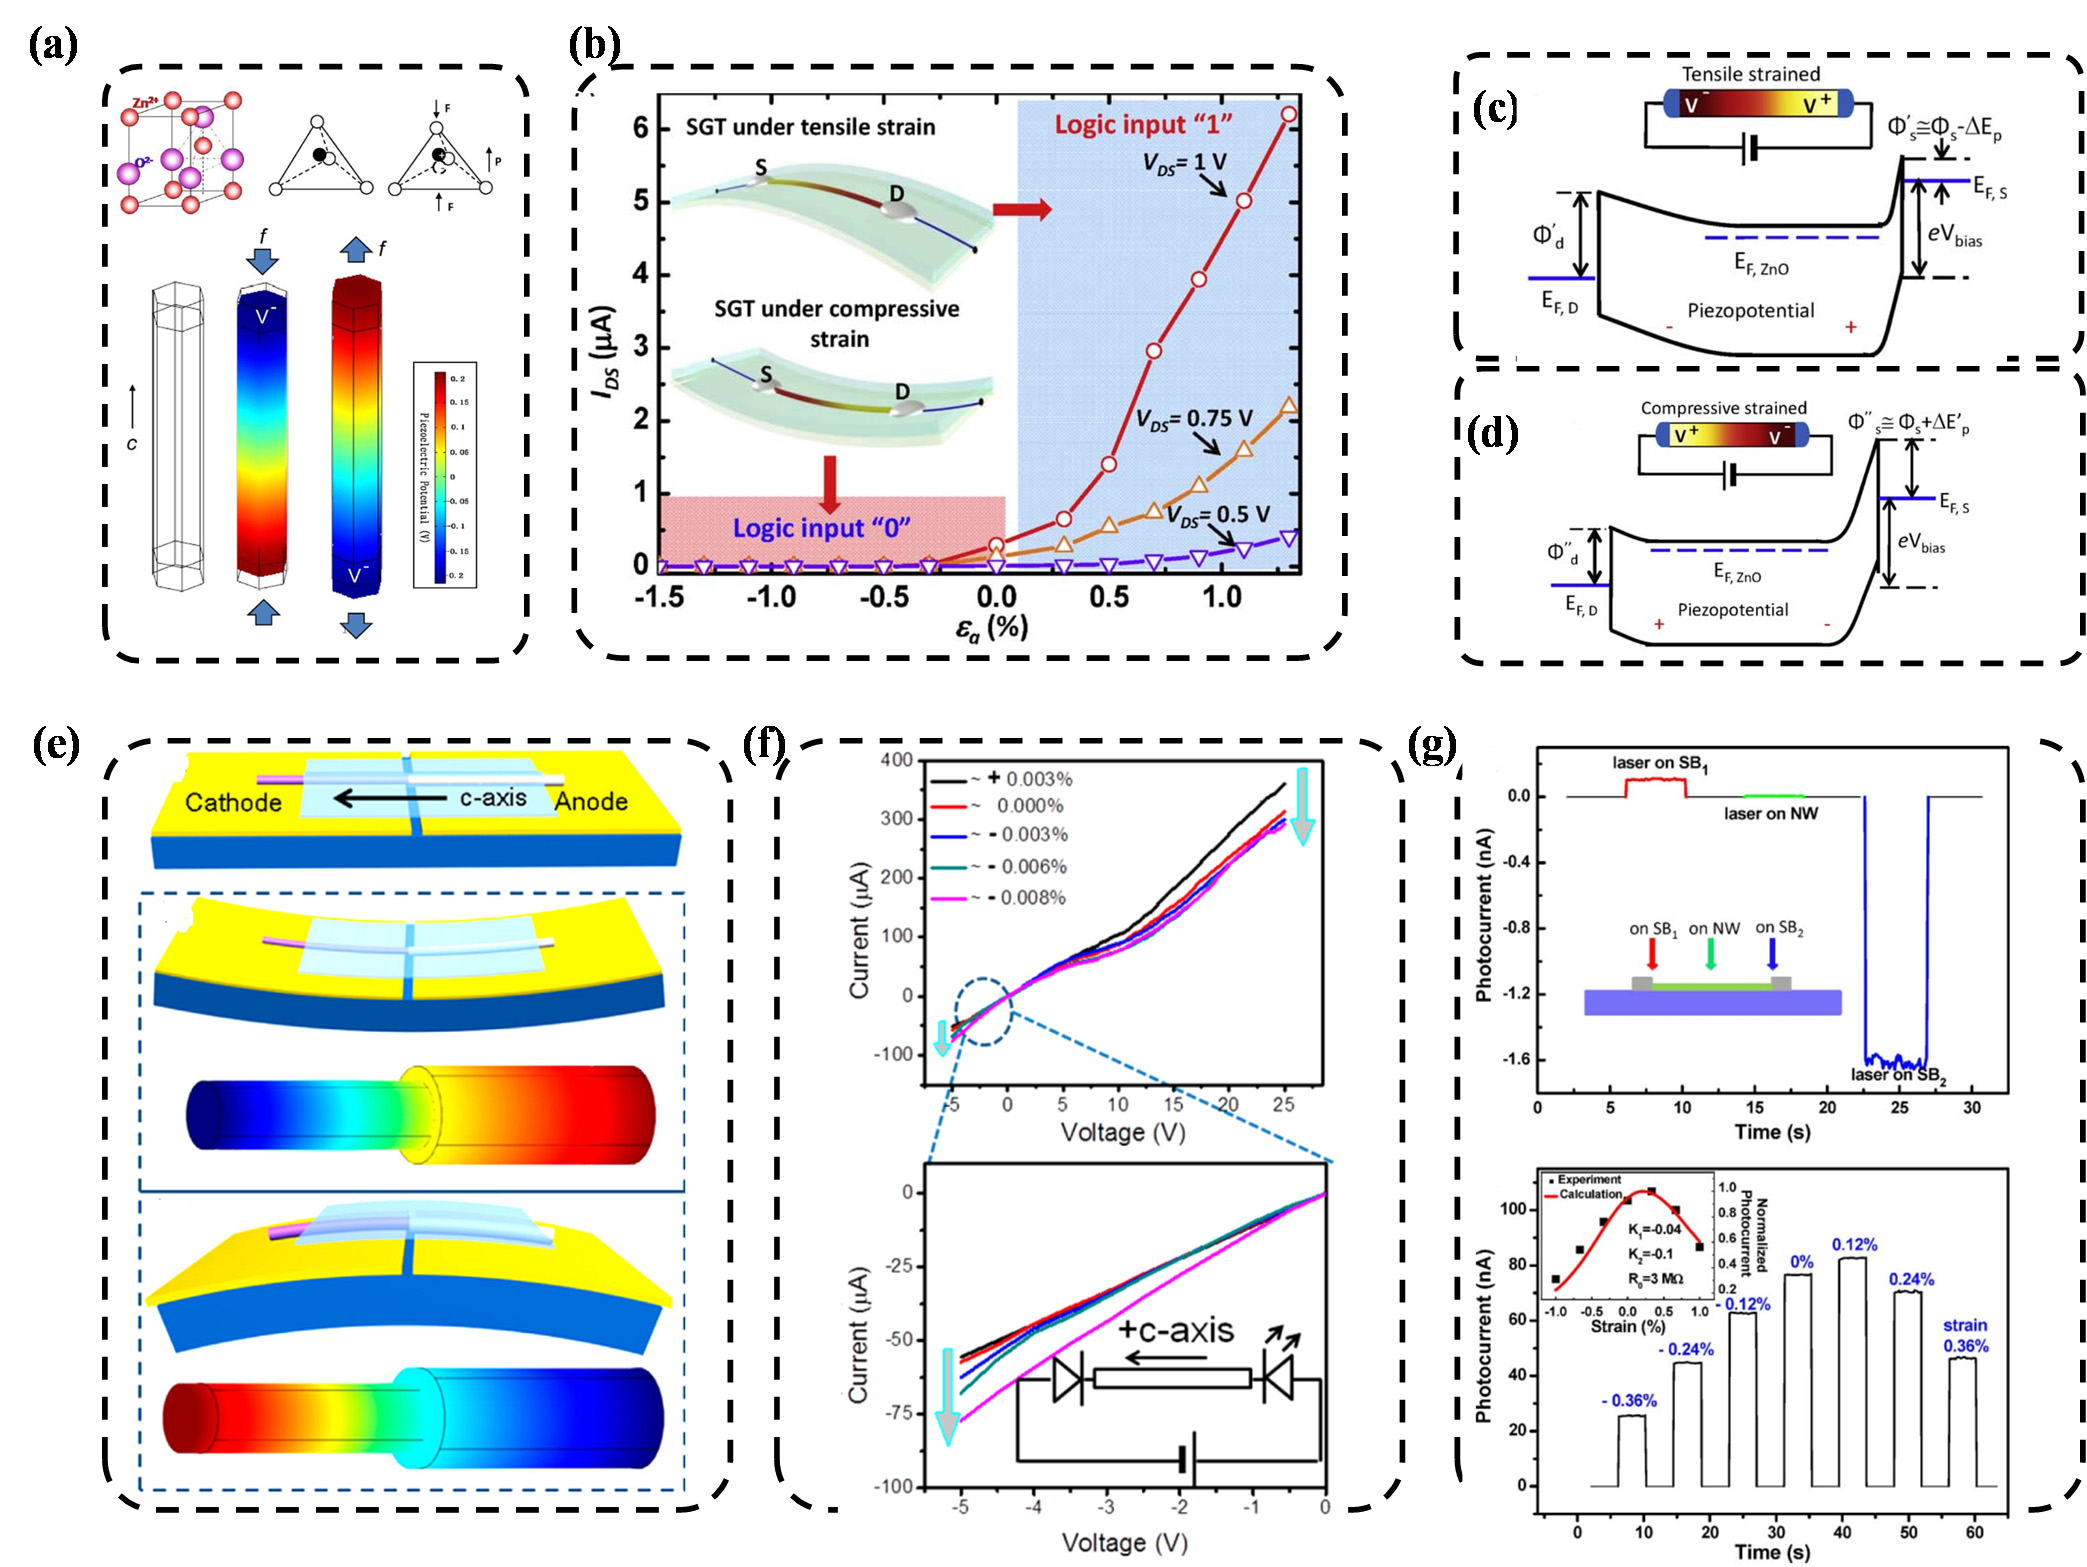 (a)
Zn2+
O2-
F
P
F
f
f
V-
V-
c
0.2
0.15
0.1
0.05
0
-0.05
-0.1
-0.15
-0.2
Piezoelectric Potential (V)
(b)
SGT under tensile strain
S
D
Logic input “1”
VDS= 1 V
SGT under compressive
strain
S
D
VDS= 0.75 V
Logic input “0”
VDS= 0.5 V
6
5
4
3
2
1
0
IDS (μA)
-1.5
-1.0
-0.5
0.0
0.5
1.0
εa (%)
(c)
Tensile strained
V-
V+
Φ's≅Φs-ΔEp
EF, S
Φ'd
eVbias
EF, ZnO
EF, D
Piezopotential
-
+
(d)
Compressive strained
V+
V-
Φ''s≅ Φs+ΔE'p
EF, S
Φ''d
eVbias
EF, ZnO
EF, D
Piezopotential
+
-
(e)
Cathode
c-axis
Anode
(f)
400
300
200
100
0
-100
Current (μA)
~ + 0.003%
~ 0.000%
~ - 0.003%
~ - 0.006%
~ - 0.008%
-5
0
5
10
15
20
25
Voltage (V)
0
-25
-50
-75
-100
Current (μA)
+c-axis
-5
-4
-3
-2
-1
0
Voltage (V)
(g)
0.0
-0.4
-0.8
-1.2
-1.6
Photocurrent (nA)
laser on SB1
laser on NW
on SB1
on NW
on SB2
laser on SB2
0
5
10
15
20
25
30
Time (s)
100
80
60
40
20
0
Photocurrent (nA)
Experiment
Calculation
K1=-0.04
K2=-0.1
R0=3 MΩ
1.0
0.8
0.6
0.4
0.2
Normalized
Photocurrent
-1.0
-0.5
0.0
0.5
1.0
Strain (%)
- 0.36%
- 0.24%
- 0.12%
0%
0.12%
0.24%
strain
0.36%
0
10
20
30
40
50
60
Time (s)